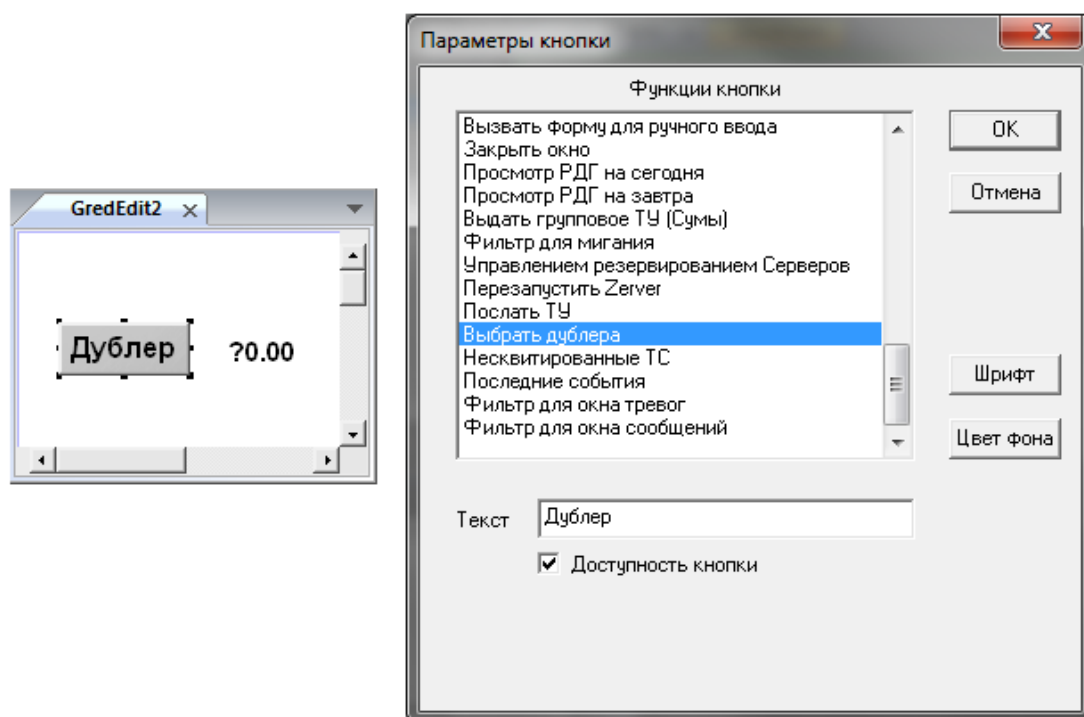 GredEdit2
Дублер
?0.00
Параметры кнопки
Функции кнопки
Вызвать форму для ручного ввода
Закрыть окно
Просмотр РДГ на сегодня
Просмотр РДГ на завтра
Выдать групповое ТУ (Сумы)
Фильтр для мигания
Управлением резервированием Серверов
Перезапустить Zerver
Послать ТУ
Выбрать дублера
Несквитированные ТС
Последние события
Фильтр для окна тревог
Фильтр для окна сообщений
OK
Отмена
Шрифт
Цвет фона
Текст
Дублер
Доступность кнопки